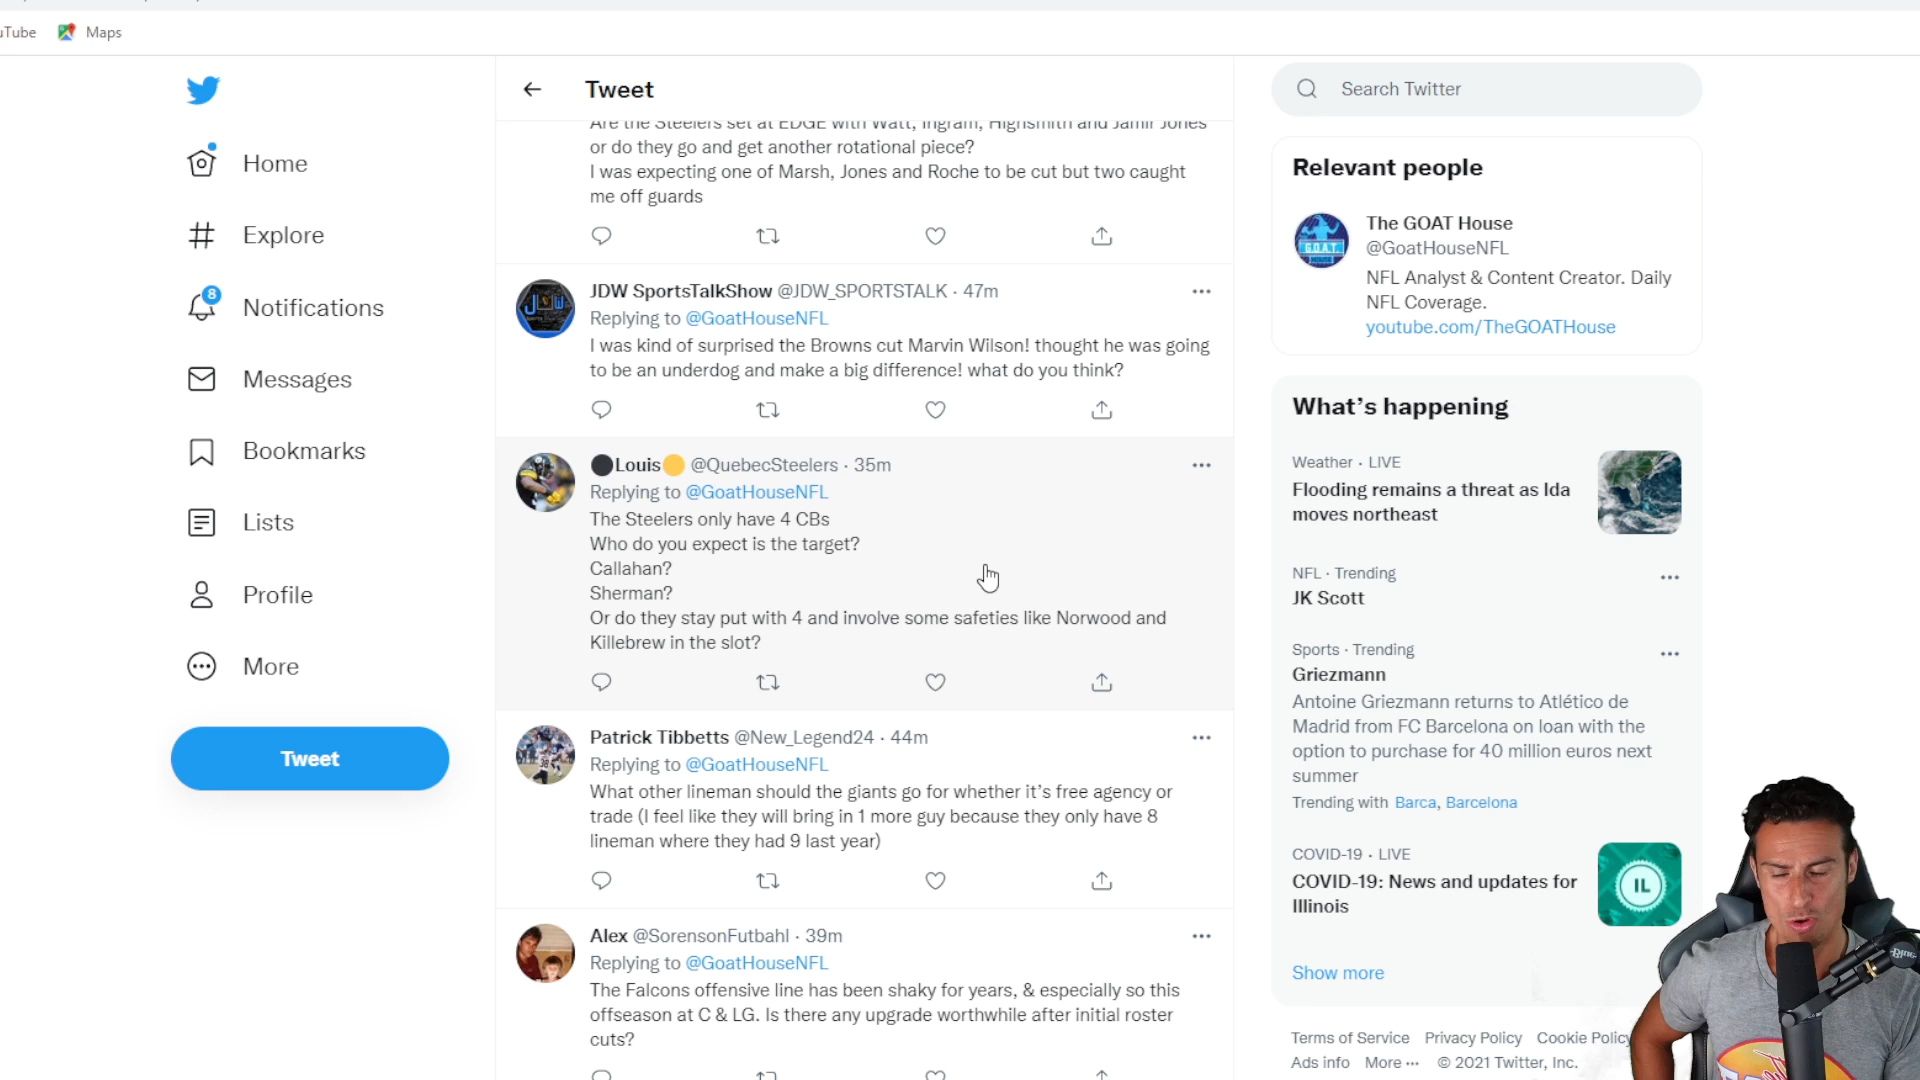 uTube
Maps
Home
Explore
8
Notifications
Messages
Bookmarks
Lists
Profile
More
Tweet
Tweet
Are the Steelers set at EDGE with Watt, Ingram, Highsmith and Jamir Jones
or do they go and get another rotational piece?
I was expecting one of Marsh, Jones and Roche to be cut but two caught
me off guards
JDW SportsTalkShow @JDW_SPORTSTALK · 47m
Replying to @GoatHouseNFL
I was kind of surprised the Browns cut Marvin Wilson! thought he was going
to be an underdog and make a big difference! what do you think?
Louis @QuebecSteelers · 35m
Replying to @GoatHouseNFL
The Steelers only have 4 CBs
Who do you expect is the target?
Callahan?
Sherman?
Or do they stay put with 4 and involve some safeties like Norwood and
Killebrew in the slot?
Patrick Tibbetts @New_Legend24 · 44m
Replying to @GoatHouseNFL
What other lineman should the giants go for whether it’s free agency or
trade (I feel like they will bring in 1 more guy because they only have 8
lineman where they had 9 last year)
Alex @SorensonFutbahl · 39m
Replying to @GoatHouseNFL
The Falcons offensive line has been shaky for years, & especially so this
offseason at C & LG. Is there any upgrade worthwhile after initial roster
cuts?
Search Twitter
Relevant people
G.O.A.T.
HOUSE
The GOAT House
@GoatHouseNFL
NFL Analyst & Content Creator. Daily
NFL Coverage.
youtube.com/TheGOATHouse
What’s happening
Weather · LIVE
Flooding remains a threat as Ida
moves northeast
NFL · Trending
JK Scott
Sports · Trending
Griezmann
Antoine Griezmann returns to Atlético de
Madrid from FC Barcelona on loan with the
option to purchase for 40 million euros next
summer
Trending with Barca, Barcelona
COVID-19 · LIVE
COVID-19: News and updates for
Illinois
IL
Show more
Terms of Service Privacy Policy Cookie Policy
Ads info More ··· © 2021 Twitter, Inc.